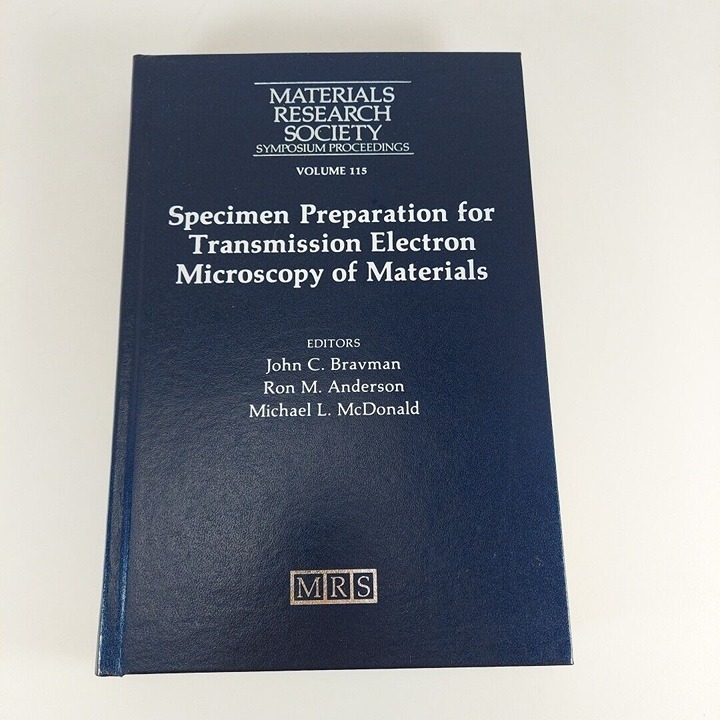 MATERIALS
RESEARCH
SOCIETY
SYMPOSIUM PROCEEDINGS
VOLUME 115
Specimen Preparation for
Transmission Electron
Microscopy of Materials
EDITORS
John C. Bravman
Ron M. Anderson
Michael L. McDonald
MRS